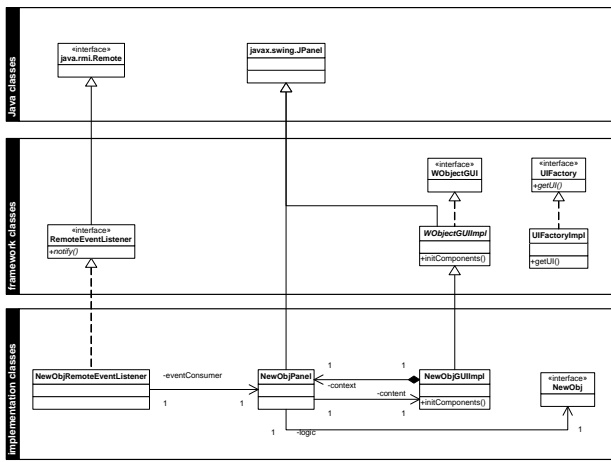 Java classes
«interface»
java.rmi.Remote
javax.swing.JPanel
framework classes
«interface»
WObjectGUI
«interface»
UIFactory
+getUI()
«interface»
RemoteEventListener
+notify()
WObjectGUIImpl
+initComponents()
UIFactoryImpl
+getUI()
implementation classes
NewObjRemoteEventListener
-eventConsumer
1
1
NewObjPanel
1
1
-context
-content
1
1
NewObjGUIImpl
+initComponents()
«interface»
NewObj
1
-logic
1